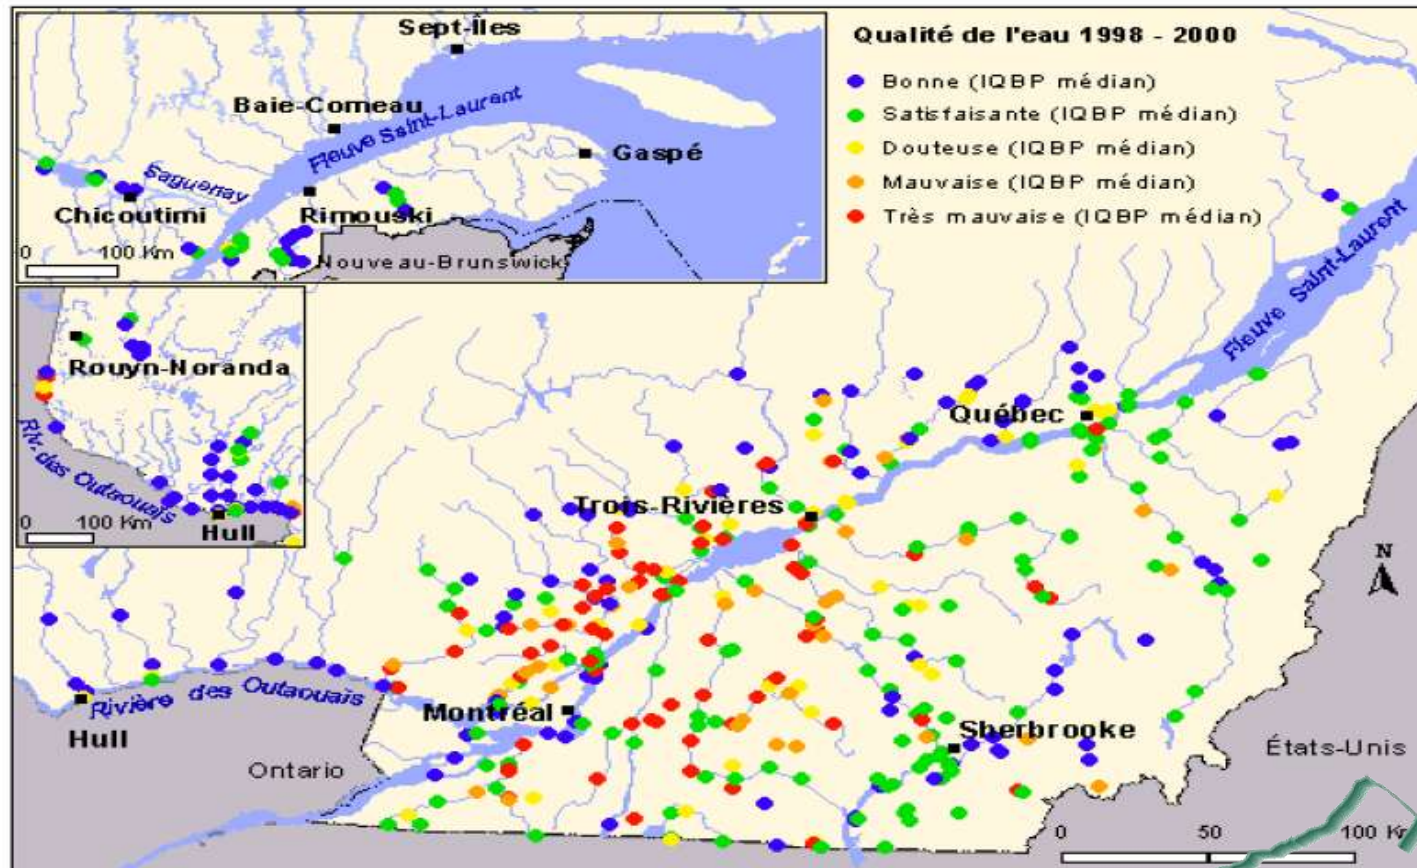 Qualité de l'eau 1998 - 2000
Bonne (IQBP médian)
Satisfaisante (IQBP médian)
Douteuse (IQBP médian)
Mauvaise (IQBP médian)
Très mauvaise (IQBP médian)
Sept-Îles
Baie-Comeau
Fleuve Saint-Laurent
Gaspé
Saguenay
Chicoutimi
Rimouski
0 100 Km
Nouveau-Brunswick
Rouyn-Noranda
Riv. des Outaouais
0 100 Km
Hull
Fleuve Saint-Laurent
Québec
Trois-Rivières
N
Rivière des Outaouais
Montréal
Hull
Sherbrooke
Ontario
États-Unis
0 50 100 Kr